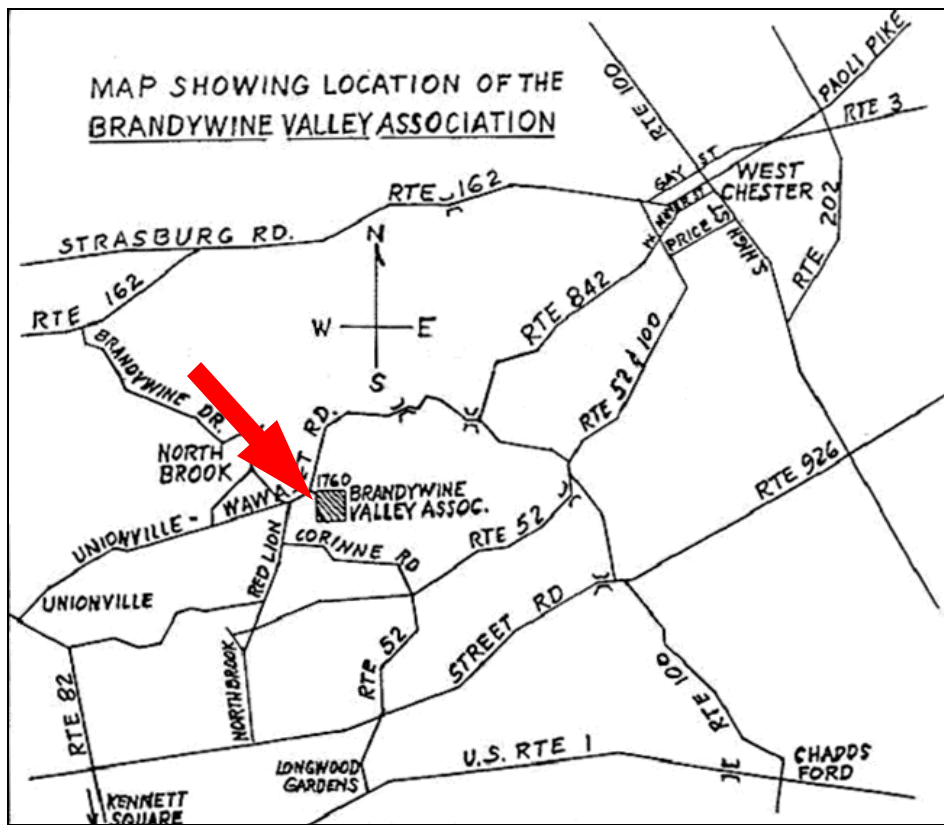 MAP SHOWING LOCATION OF THE
BRANDYWINE VALLEY ASSOCIATION
RTE 100
PAOLI PIKE
RTE 3
GAY ST
WEST
CHESTER
RTE 162
PRICE
ST
S. HIGH
RTE 202
STRASBURG RD.
N
W
E
S
RTE 162
RTE 842
BRANDYWINE DR.
RTE 52 & 100
NORTH
BROOK
UNIONVILLE - WAWASET RD.
1760
BRANDYWINE
VALLEY ASSOC.
RTE 926
RTE 52
CORINNE RD
RED LION
UNIONVILLE
STREET RD
RTE 52
NORTHBROOK
RTE 82
RTE 100
U.S. RTE 1
LONGWOOD
GARDENS
CHADDS
FORD
KENNETT
SQUARE